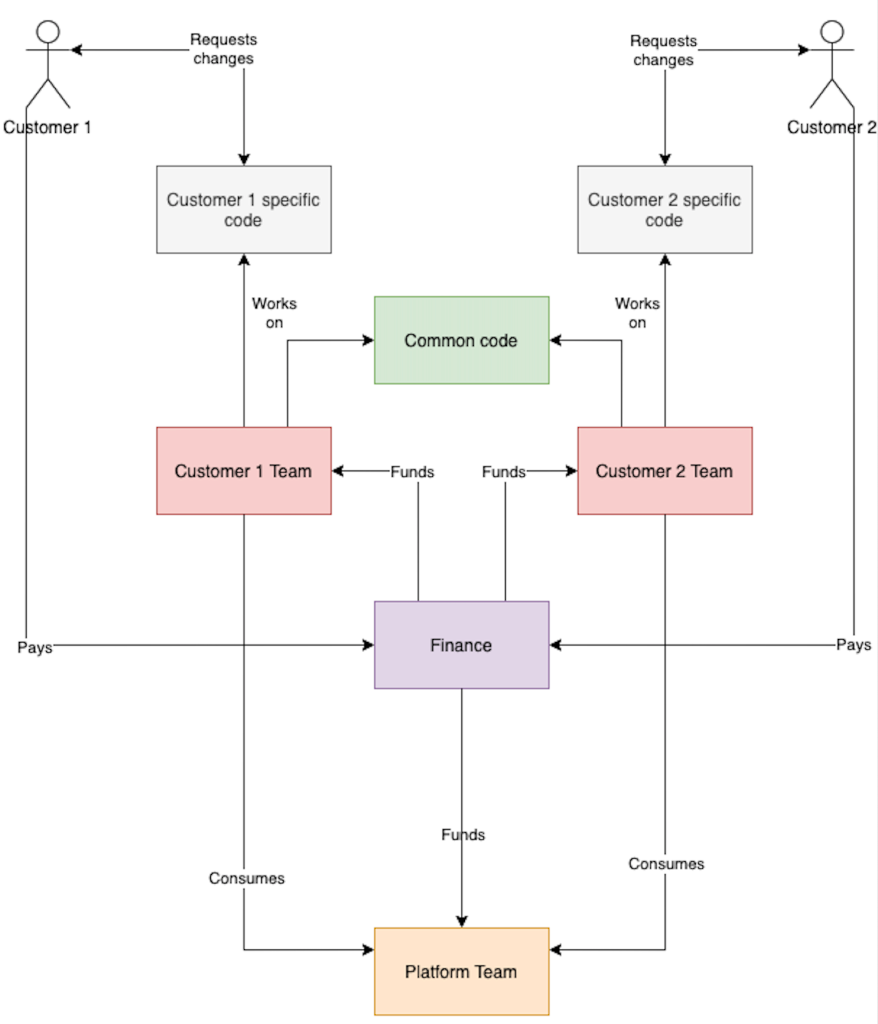 Requests
changes
Requests
changes
Customer 1
Customer 2
Customer 1 specific
code
Customer 2 specific
code
Works
on
Works
on
Common code
Customer 1 Team
Funds
Funds
Customer 2 Team
Pays
Finance
Pays
Funds
Consumes
Consumes
Platform Team